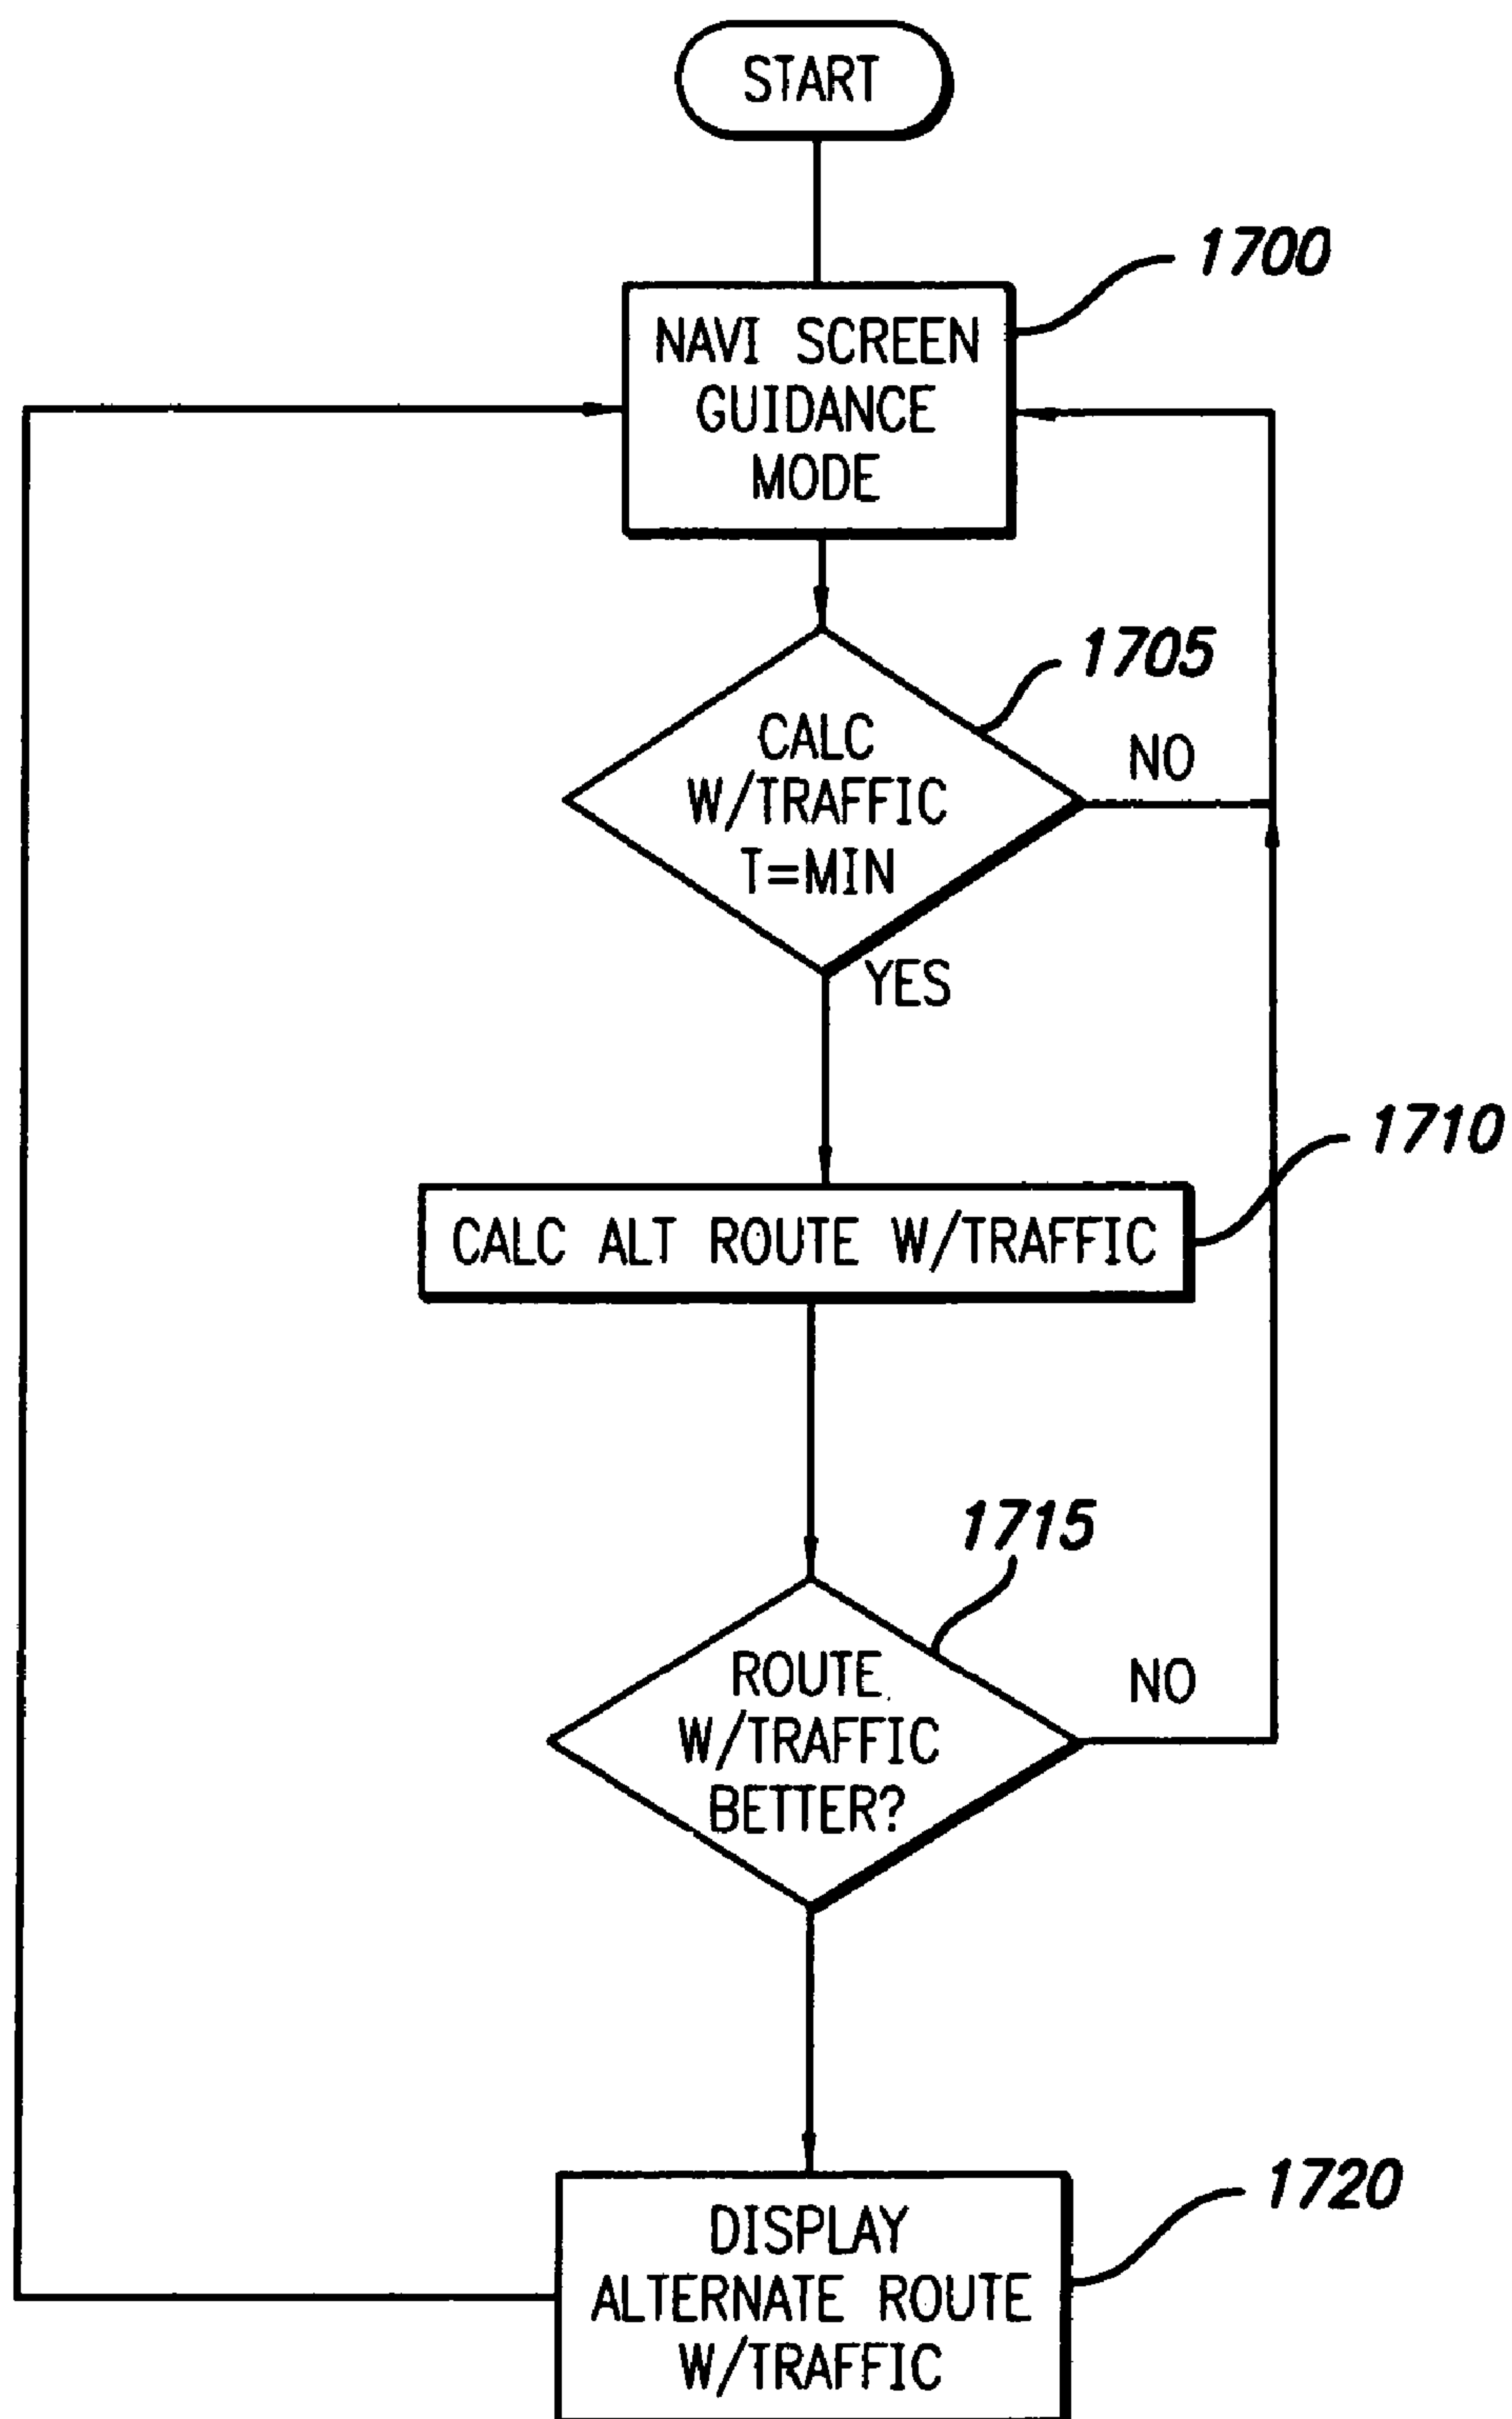 START
1700
NAVI SCREEN
GUIDANCE
MODE
1705
CALC
W/TRAFFIC
T=MIN
NO
YES
1710
CALC ALT ROUTE W/TRAFFIC
1715
ROUTE
W/TRAFFIC
BETTER?
NO
1720
DISPLAY
ALTERNATE ROUTE
W/TRAFFIC